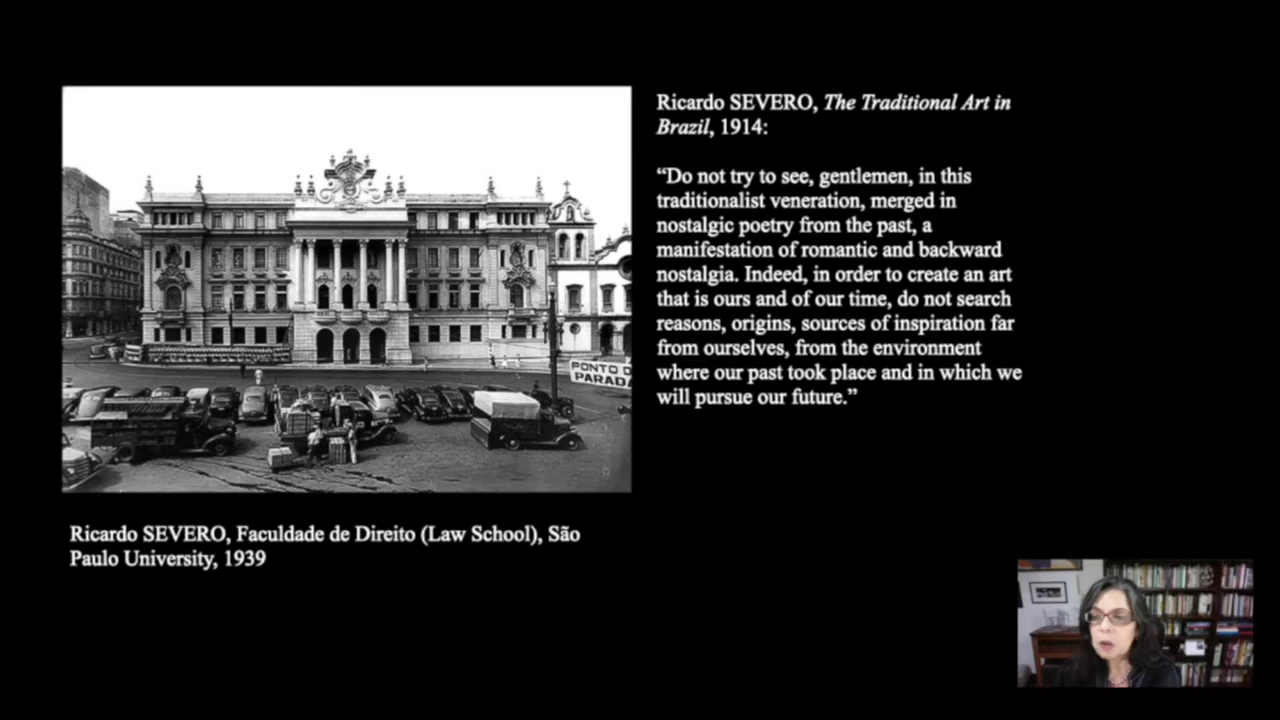 Ricardo SEVERO, The Traditional Art in
Brazil, 1914:
“Do not try to see, gentlemen, in this
traditionalist veneration, merged in
nostalgic poetry from the past, a
manifestation of romantic and backward
nostalgia. Indeed, in order to create an art
that is ours and of our time, do not search
reasons, origins, sources of inspiration far
from ourselves, from the environment
where our past took place and in which we
will pursue our future.”
PONTO D
PARADA
Ricardo SEVERO, Faculdade de Direito (Law School), São
Paulo University, 1939